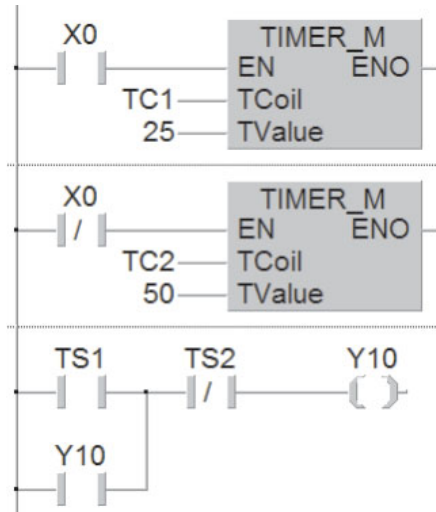 X0
TIMER_M
EN ENO
TC1 TCoil
25 TValue
X0
/
TIMER_M
EN ENO
TC2 TCoil
50 TValue
TS1 TS2 Y10
/
Y10